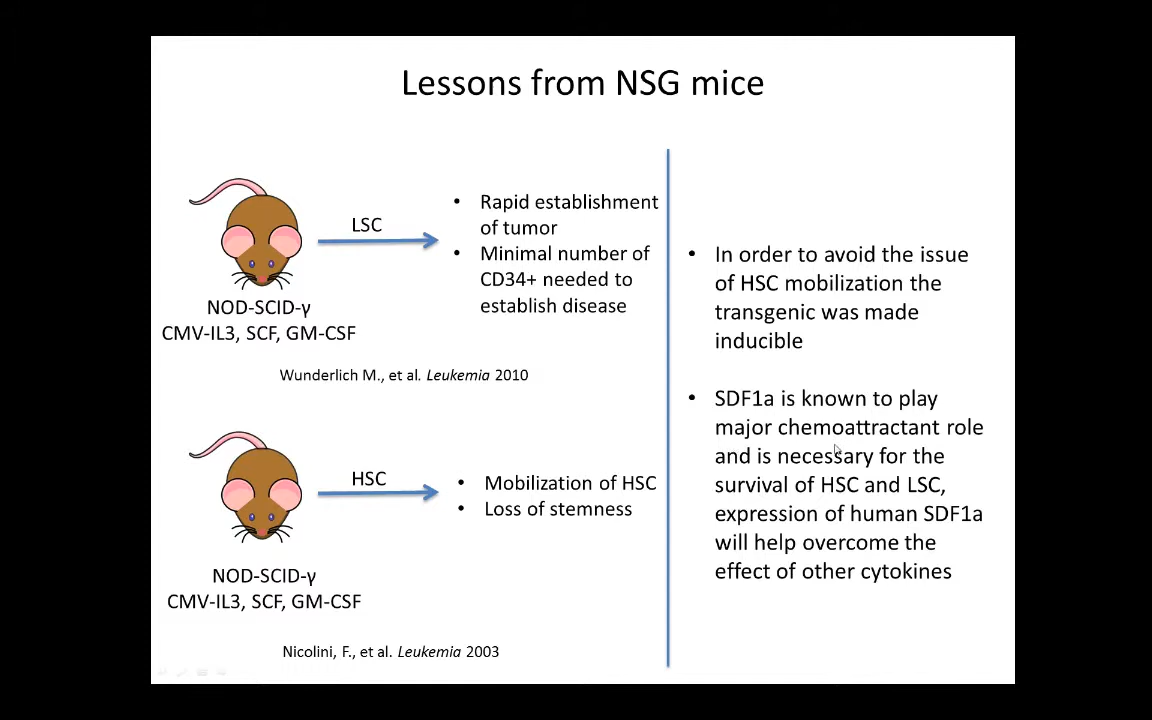 Lessons from NSG mice
LSC
• Rapid establishment
of tumor
• Minimal number of
CD34+ needed to
establish disease
NOD-SCID-γ
CMV-IL3, SCF, GM-CSF
Wunderlich M., et al. Leukemia 2010
HSC
• Mobilization of HSC
• Loss of stemness
NOD-SCID-γ
CMV-IL3, SCF, GM-CSF
Nicolini, F., et al. Leukemia 2003
• In order to avoid the issue
of HSC mobilization the
transgenic was made
inducible
• SDF1a is known to play
major chemoattractant role
and is necessary for the
survival of HSC and LSC,
expression of human SDF1a
will help overcome the
effect of other cytokines